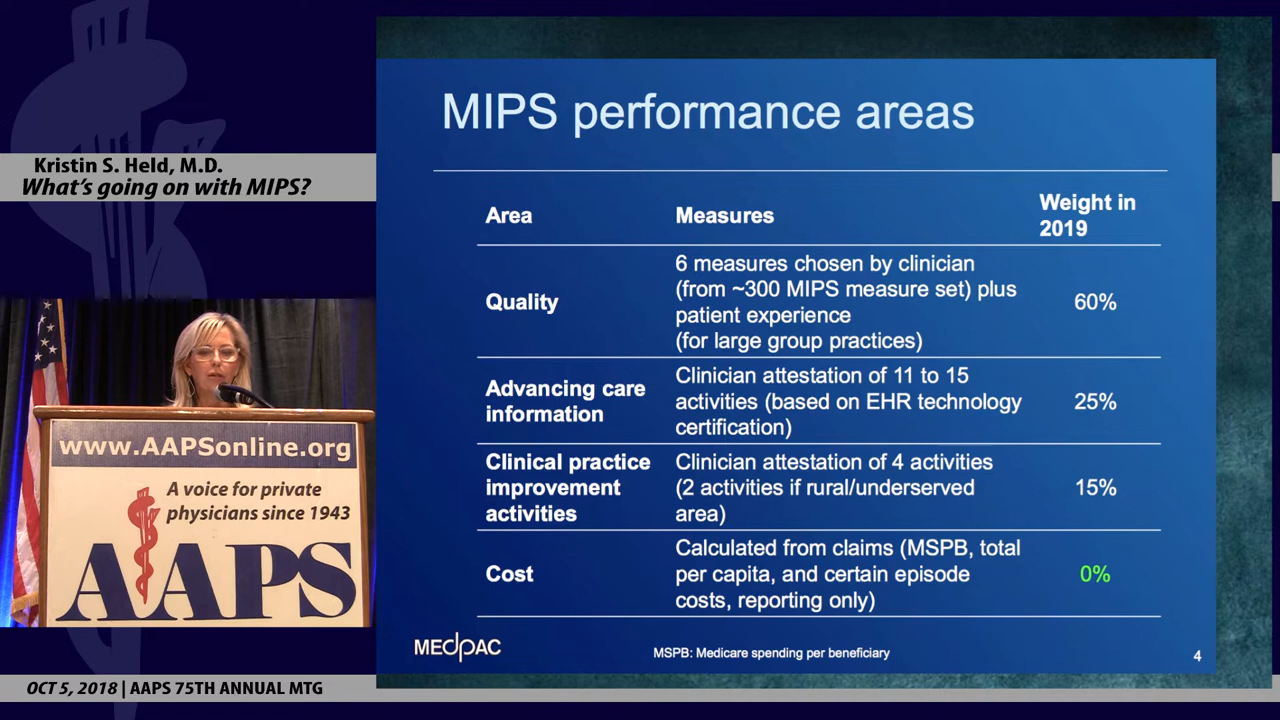 Kristin S. Held, M.D.
What's going on with MIPS?
www.AAPSonline.org
A voice for private
physicians since 1943
AAPS
OCT 5, 2018 | AAPS 75TH ANNUAL MTG
MIPS performance areas
Area
Measures
Weight in
2019
Quality
6 measures chosen by clinician
(from ~300 MIPS measure set) plus
patient experience
(for large group practices)
60%
Advancing care
information
Clinician attestation of 11 to 15
activities (based on EHR technology
certification)
25%
Clinical practice
improvement
activities
Clinician attestation of 4 activities
(2 activities if rural/underserved
area)
15%
Cost
Calculated from claims (MSPB, total
per capita, and certain episode
costs, reporting only)
0%
MEdpAC
MSPB: Medicare spending per beneficiary
4